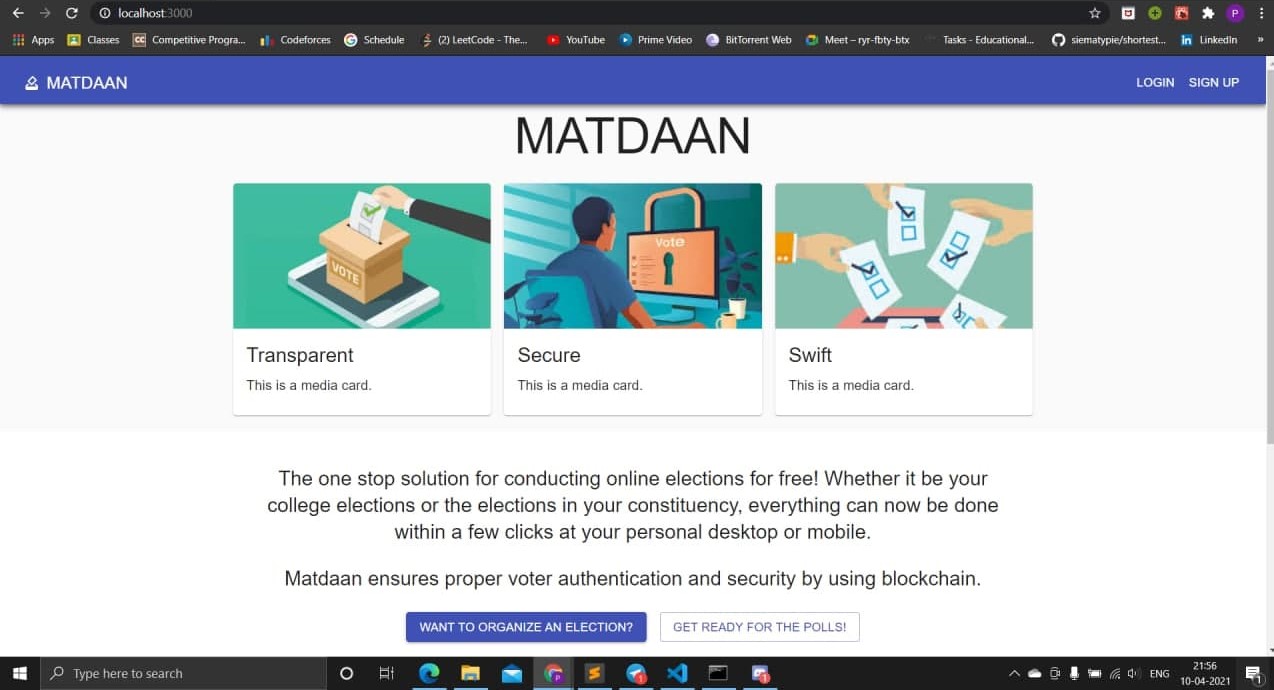 localhost:3000
Apps Classes Competitive Progra... Codeforces Schedule (2) LeetCode - The... YouTube Prime Video BitTorrent Web Meet – ryr-fbty-btx Tasks - Educational... siematypie/shortest... LinkedIn »
MATDAAN LOGIN SIGN UP
MATDAAN
VOTE
Vote
Transparent
This is a media card.
Secure
This is a media card.
Swift
This is a media card.
The one stop solution for conducting online elections for free! Whether it be your
college elections or the elections in your constituency, everything can now be done
within a few clicks at your personal desktop or mobile.
Matdaan ensures proper voter authentication and security by using blockchain.
WANT TO ORGANIZE AN ELECTION? GET READY FOR THE POLLS!
Type here to search
ENG
21:56
10-04-2021